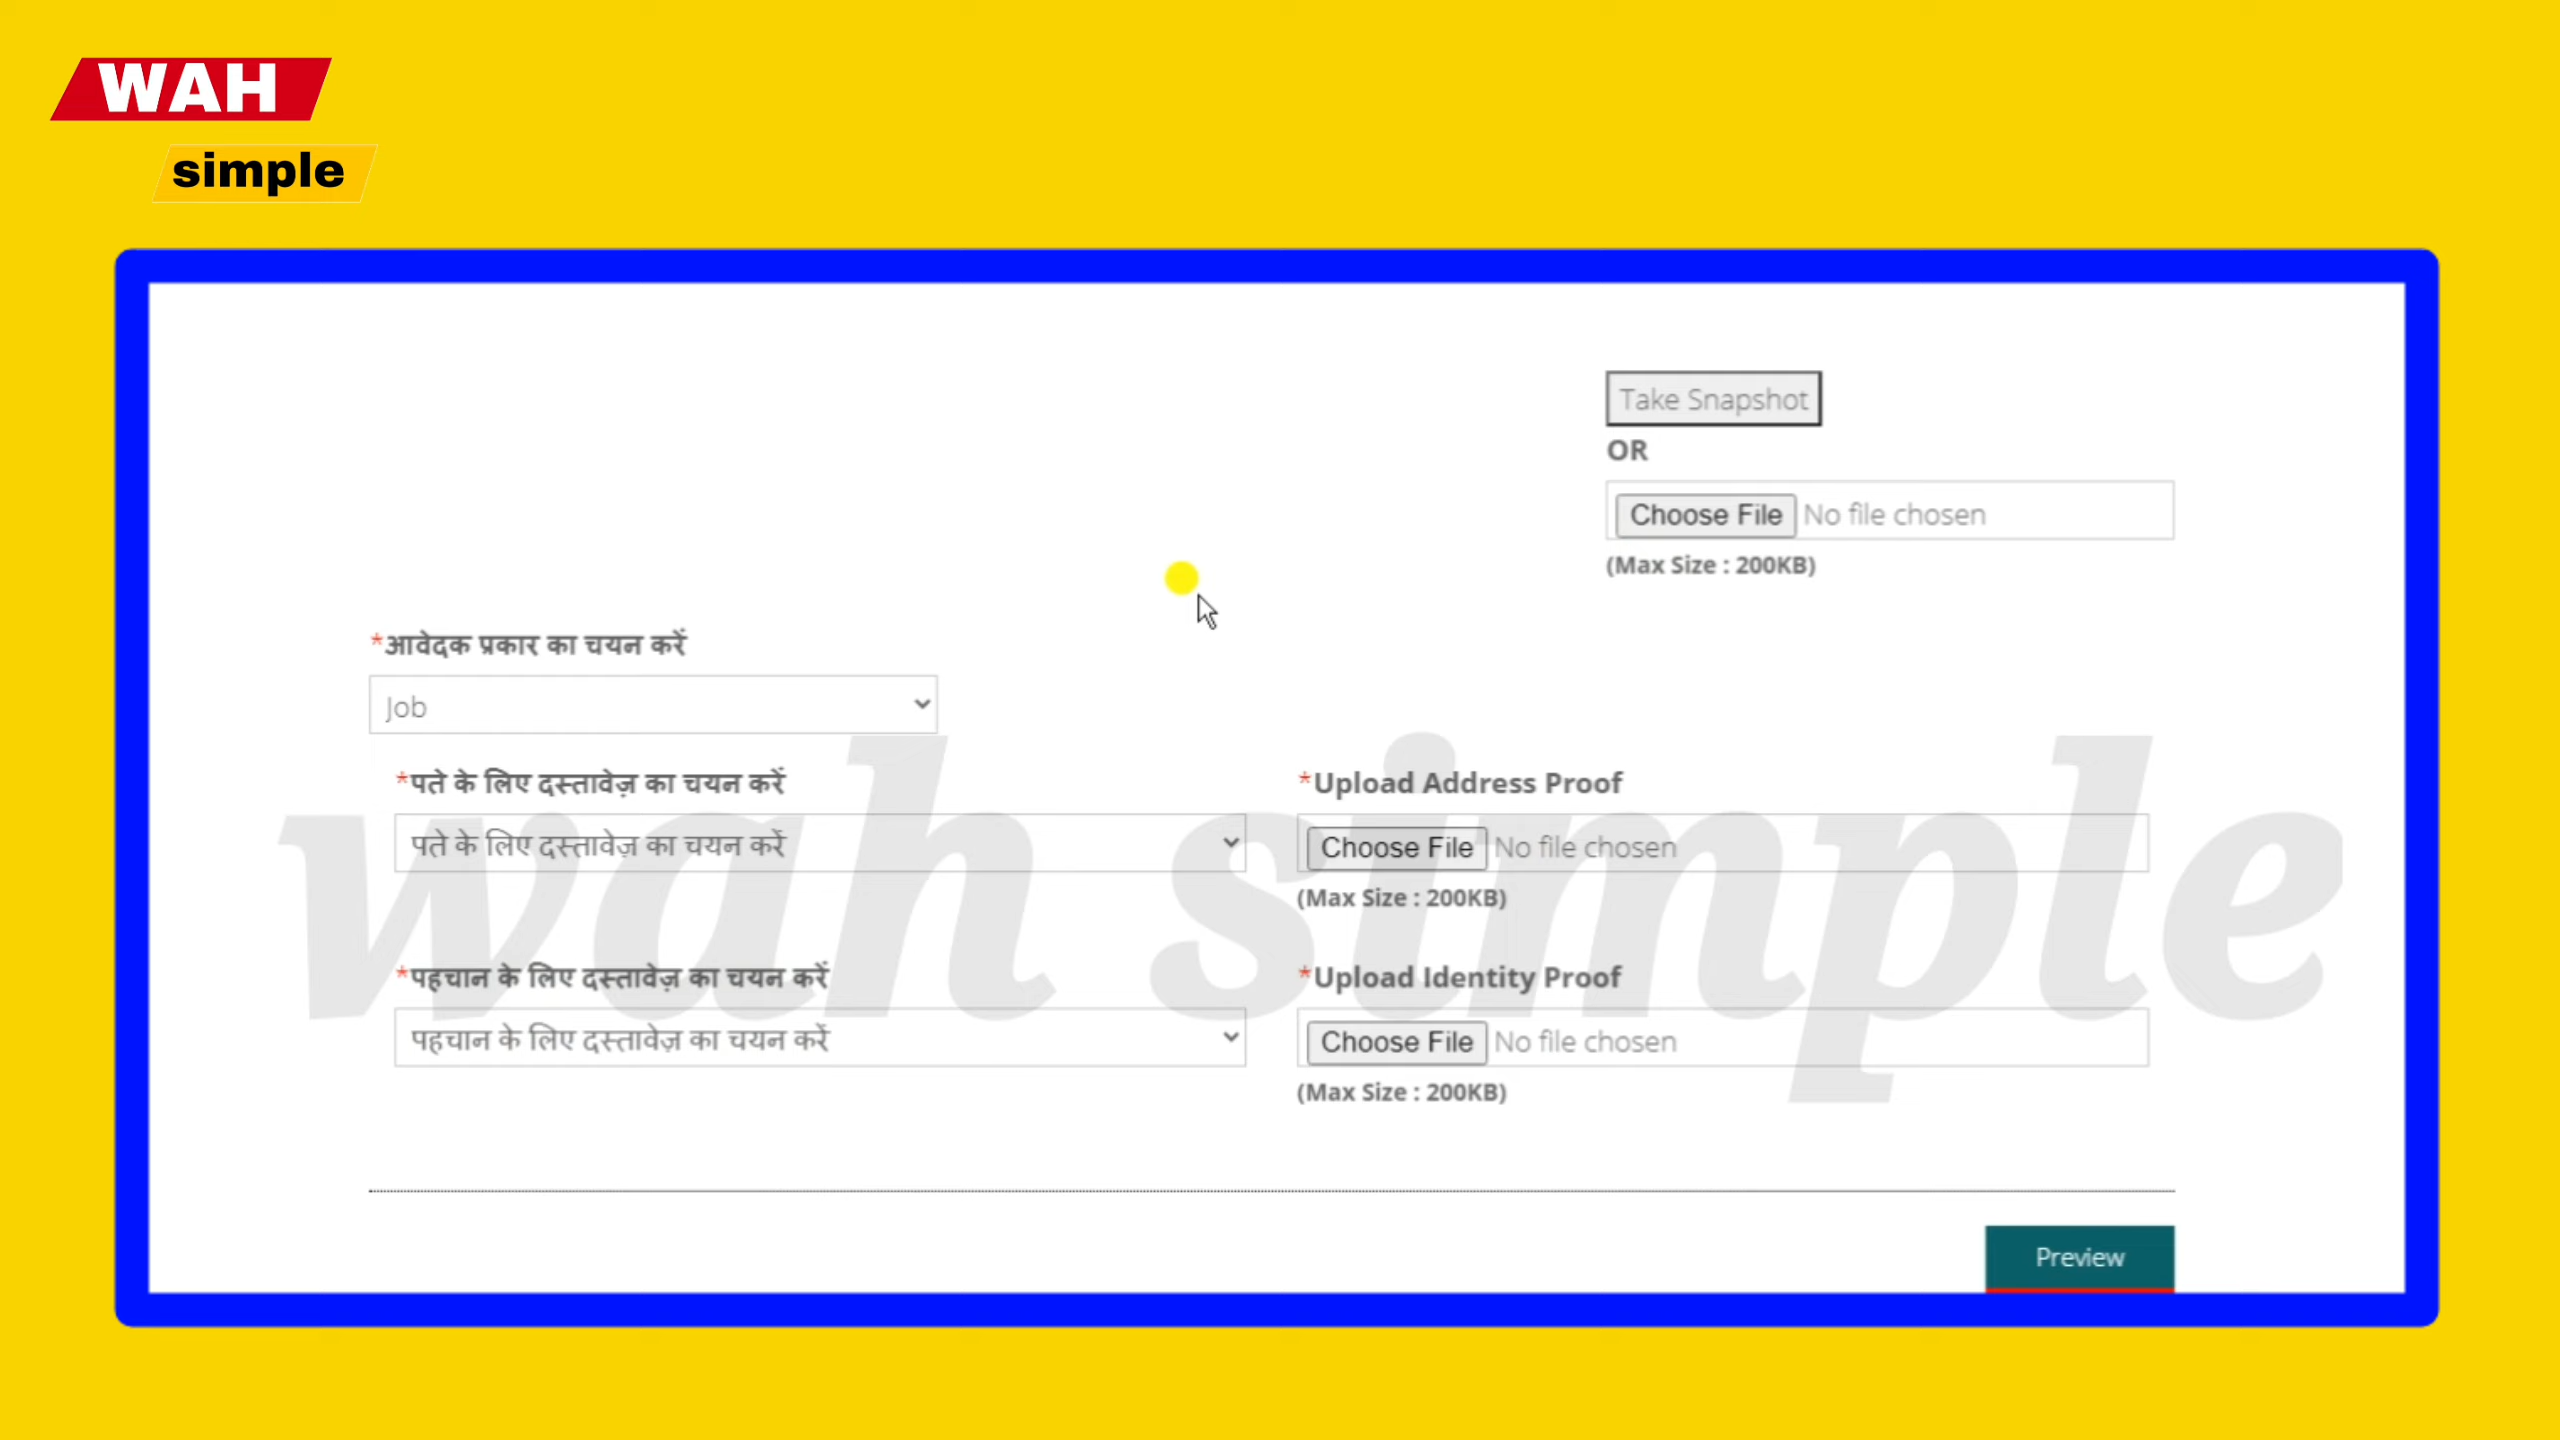 WAH
simple
Take Snapshot
OR
Choose File No file chosen
(Max Size : 200KB)
*आवेदक प्रकार का चयन करें
Job
*पते के लिए दस्तावेज़ का चयन करें
*Upload Address Proof
पते के लिए दस्तावेज़ का चयन करें
Choose File No file chosen
(Max Size : 200KB)
*पहचान के लिए दस्तावेज़ का चयन करें
*Upload Identity Proof
पहचान के लिए दस्तावेज़ का चयन करें
Choose File No file chosen
(Max Size : 200KB)
wah simple
Preview